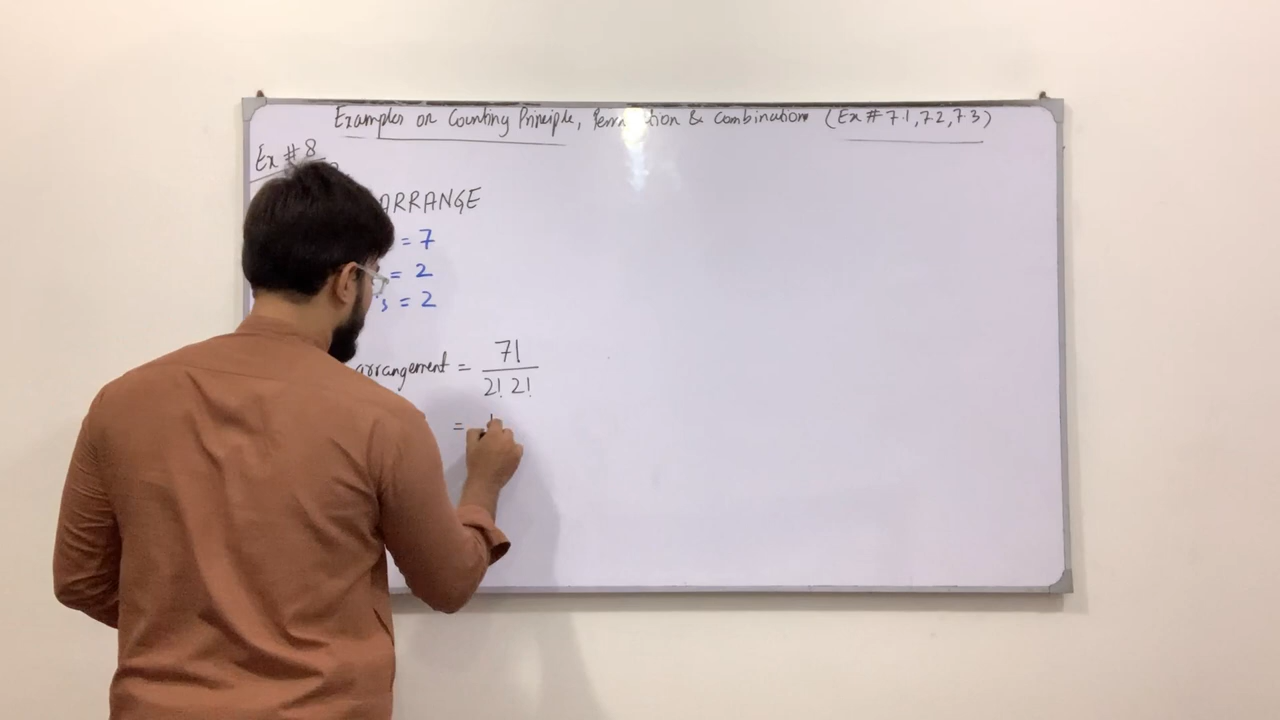 Examples on Counting Principle, & Combination (Ex # 7.1, 7.2, 7.3)
Ex # 8
ARRANGE
= 7
= 2
's = 2
arrangement = 7!
2! 2!
=